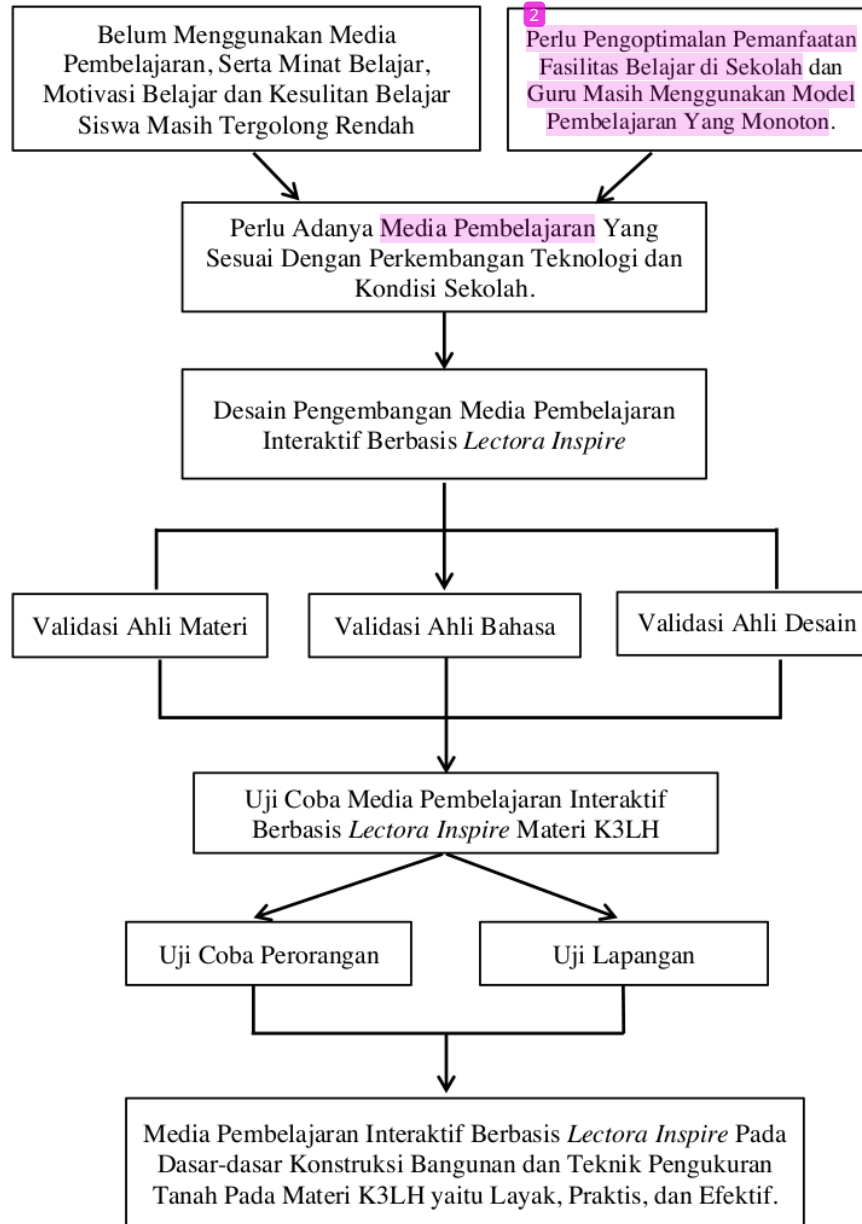 Belum Menggunakan Media
Pembelajaran, Serta Minat Belajar,
Motivasi Belajar dan Kesulitan Belajar
Siswa Masih Tergolong Rendah
2
Perlu Pengoptimalan Pemanfaatan
Fasilitas Belajar di Sekolah dan
Guru Masih Menggunakan Model
Pembelajaran Yang Monoton.
Perlu Adanya Media Pembelajaran Yang
Sesuai Dengan Perkembangan Teknologi dan
Kondisi Sekolah.
Desain Pengembangan Media Pembelajaran
Interaktif Berbasis Lectora Inspire
Validasi Ahli Materi
Validasi Ahli Bahasa
Validasi Ahli Desain
Uji Coba Media Pembelajaran Interaktif
Berbasis Lectora Inspire Materi K3LH
Uji Coba Perorangan
Uji Lapangan
Media Pembelajaran Interaktif Berbasis Lectora Inspire Pada
Dasar-dasar Konstruksi Bangunan dan Teknik Pengukuran
Tanah Pada Materi K3LH yaitu Layak, Praktis, dan Efektif.